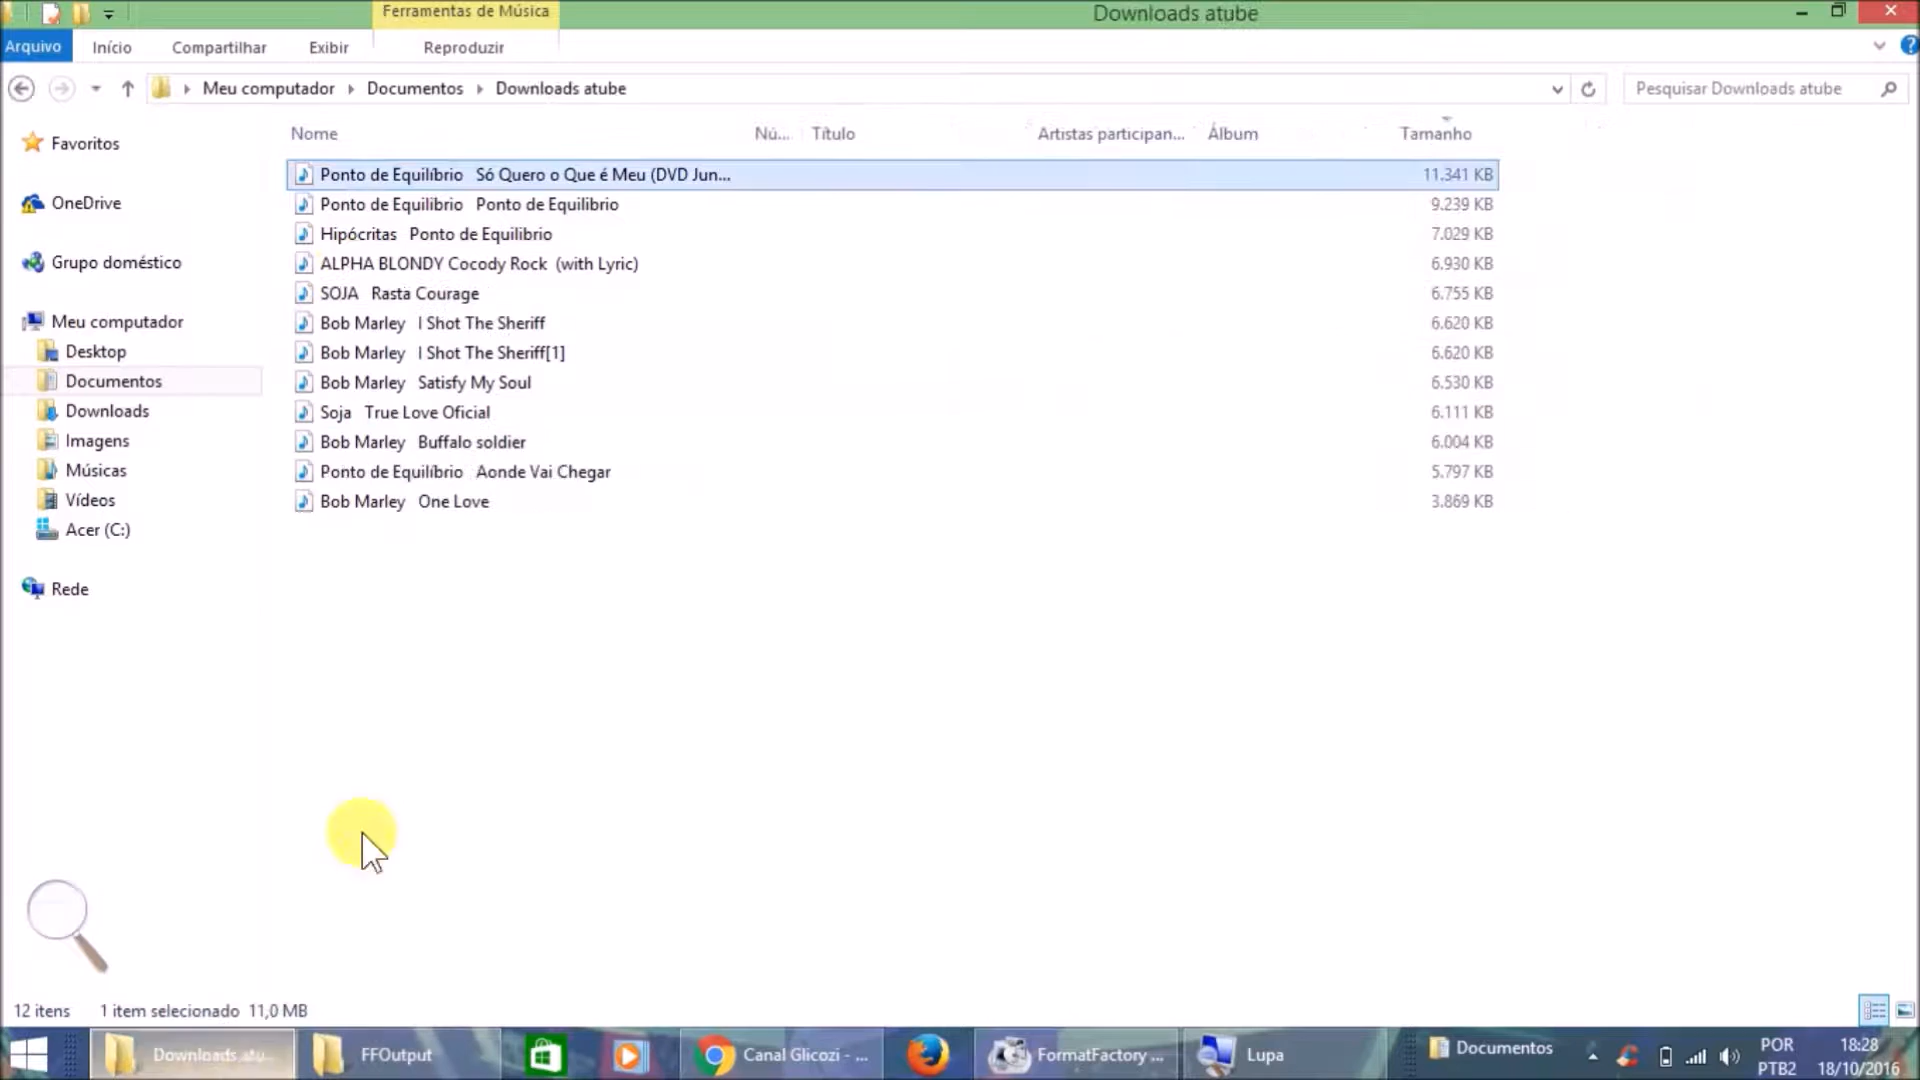 Ferramentas de Música
Downloads atube
Arquivo Início Compartilhar Exibir Reproduzir
Meu computador Documentos Downloads atube
Pesquisar Downloads atube
Nome Nú... Título Artistas participan... Álbum Tamanho
Favoritos
OneDrive
Grupo doméstico
Meu computador
Desktop
Documentos
Downloads
Imagens
Músicas
Vídeos
Acer (C:)
Rede
Ponto de Equilíbrio Só Quero o Que é Meu (DVD Jun... 11.341 KB
Ponto de Equilibrio Ponto de Equilibrio 9.239 KB
Hipócritas Ponto de Equilibrio 7.029 KB
ALPHA BLONDY Cocody Rock (with Lyric) 6.930 KB
SOJA Rasta Courage 6.755 KB
Bob Marley I Shot The Sheriff 6.620 KB
Bob Marley I Shot The Sheriff[1] 6.620 KB
Bob Marley Satisfy My Soul 6.530 KB
Soja True Love Oficial 6.111 KB
Bob Marley Buffalo soldier 6.004 KB
Ponto de Equilíbrio Aonde Vai Chegar 5.797 KB
Bob Marley One Love 3.869 KB
12 itens 1 item selecionado 11,0 MB
Downloads atu... FFOutput Canal Glicozi - ... FormatFactory ... Lupa Documentos
POR 18:28
PTB2 18/10/2016